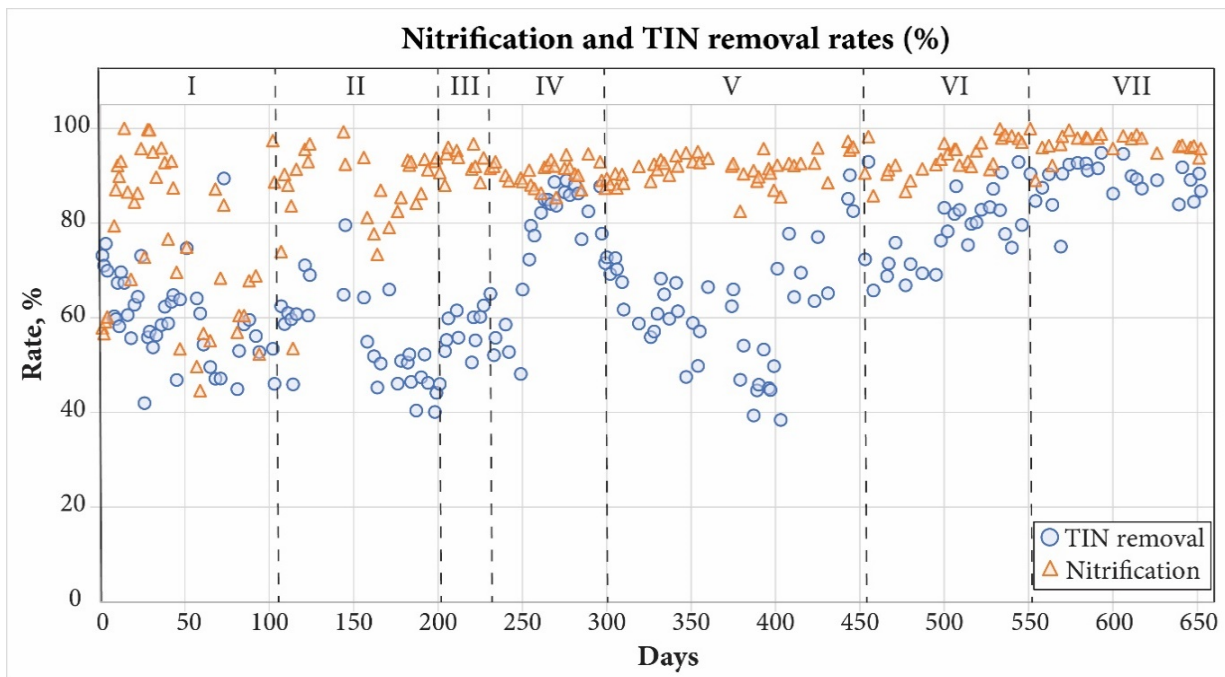 Nitrification and TIN removal rates (%)
I II III IV V VI VII
100
80
60
40
20
0
Rate, %
0 50 100 150 200 250 300 350 400 450 500 550 600 650
Days
TIN removal
Nitrification